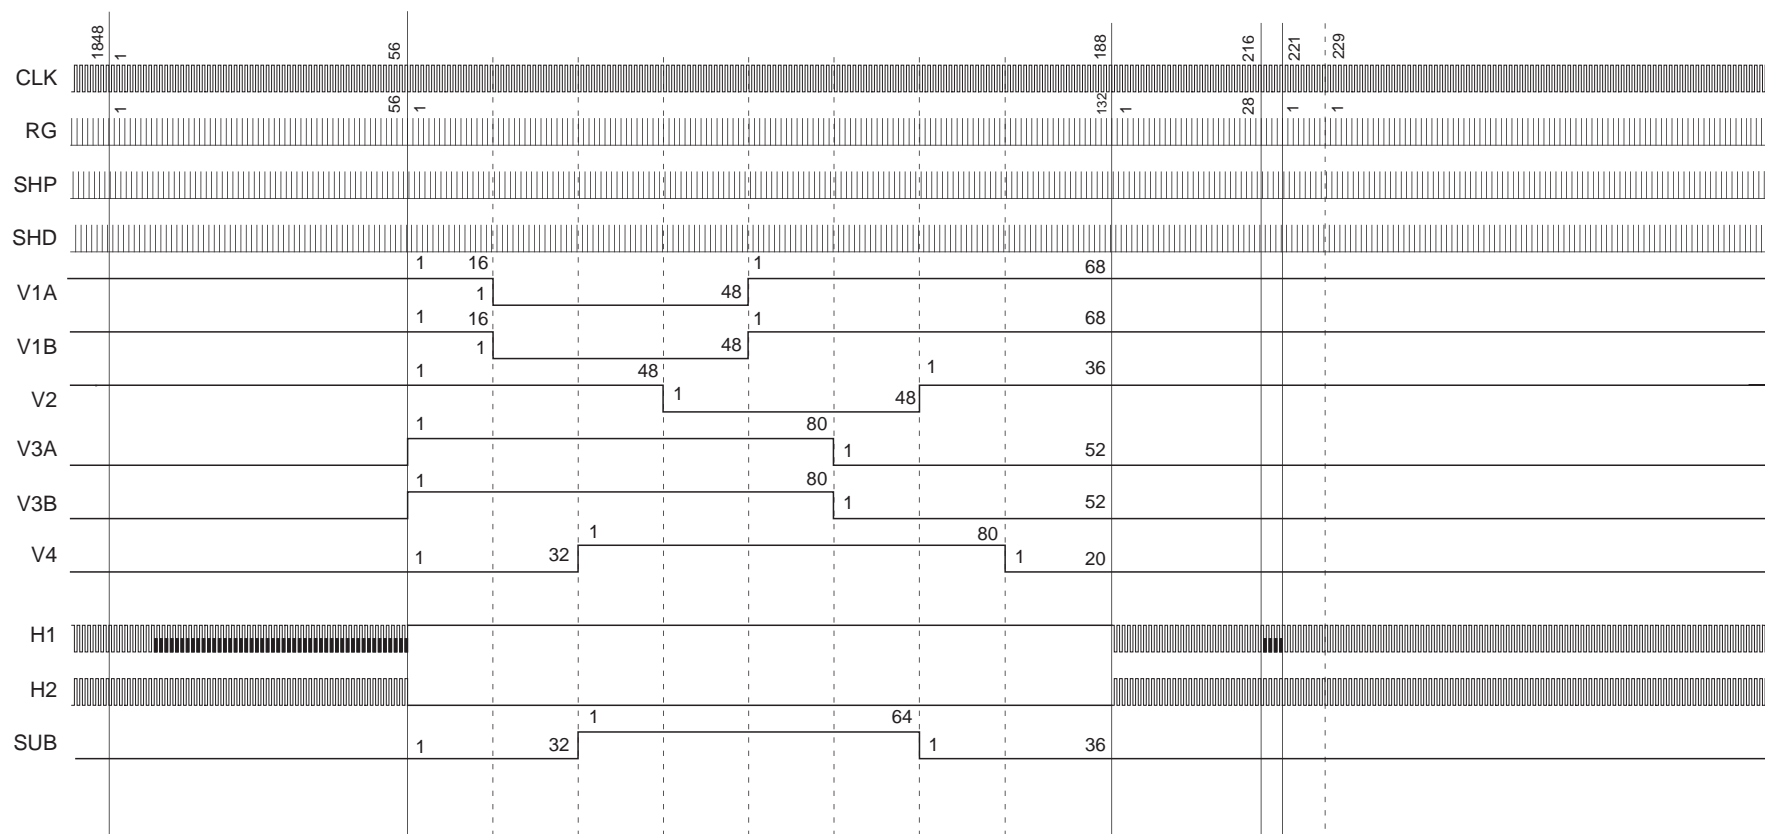 1848 1 56 188 216 221 229
CLK
1 56 1 132 1 28 1 1
RG
SHP
SHD
1 16 1 68
V1A 1 48
1 16 1 68
V1B 1 48
1 48 1 36
V2 1 48
1 80
V3A 1 52
1 80
V3B 1 52
1 80
V4 1 32 1 20
H1
H2
1 64
SUB 1 32 1 36